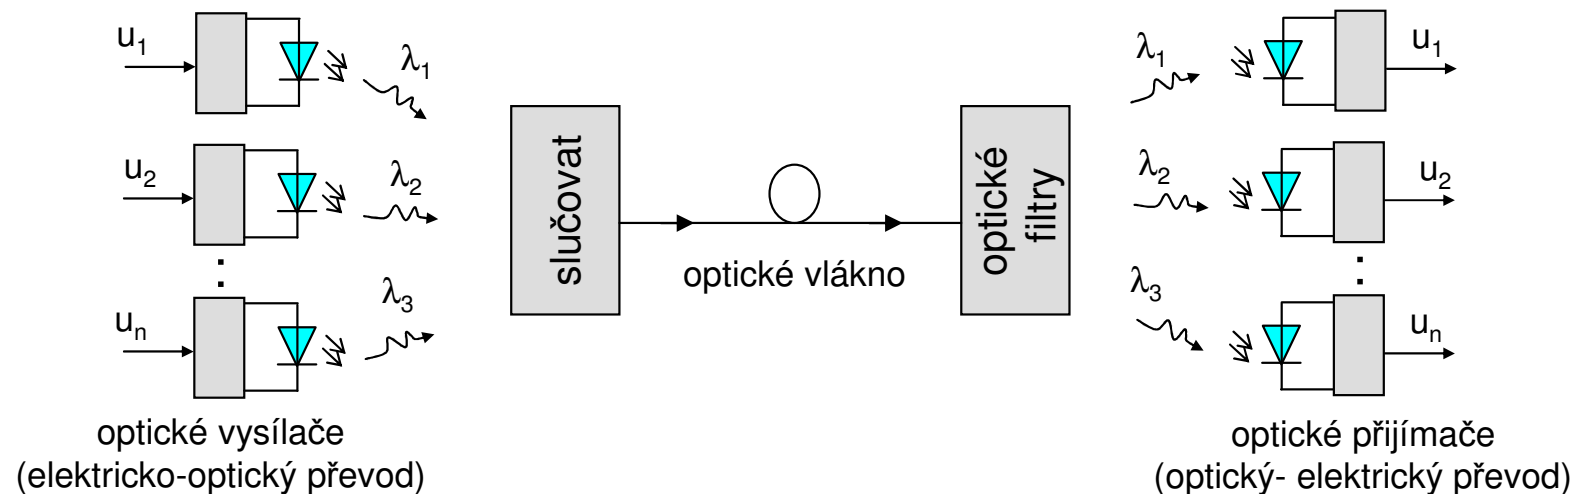 u1
λ1
u2
λ2
un
λ3
optické vysílače
(elektricko-optický převod)
slučovat
optické vlákno
optické
filtry
λ1
u1
λ2
u2
λ3
un
optické přijímače
(optický- elektrický převod)